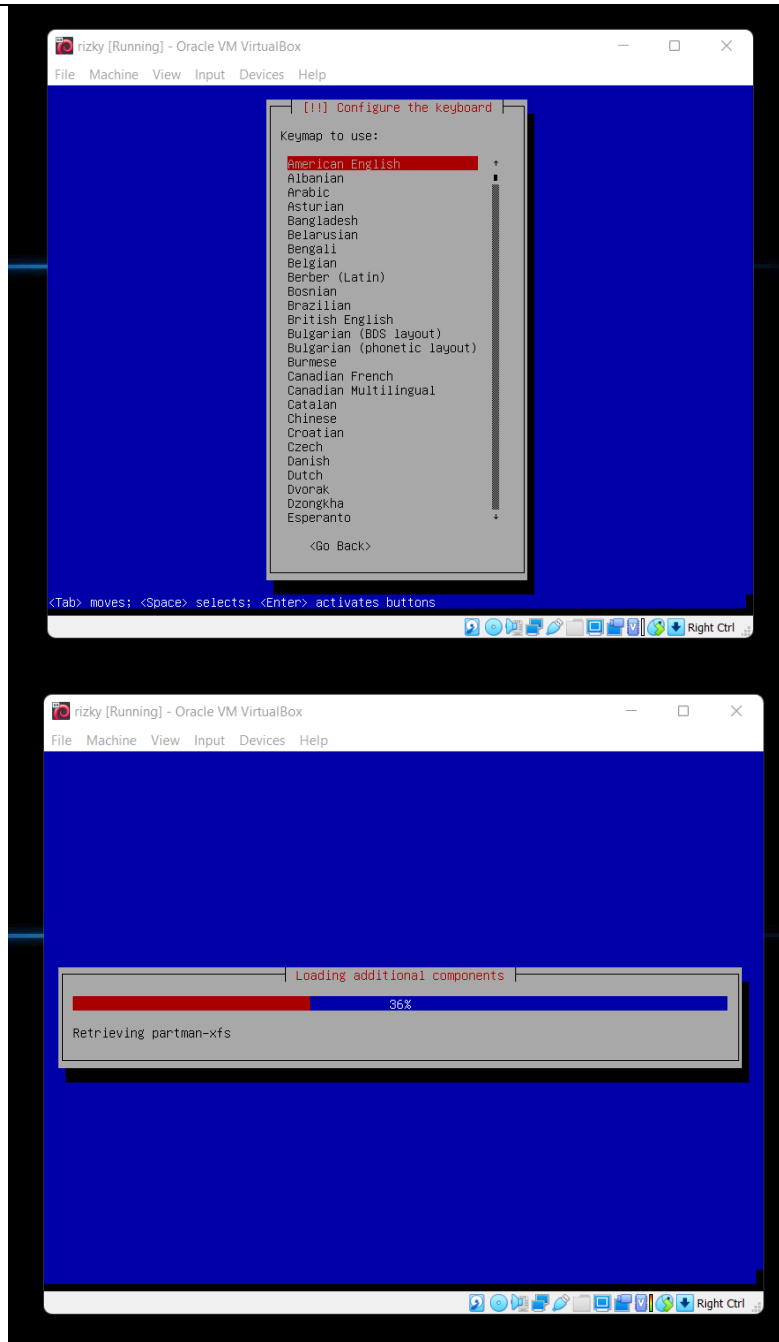 rizky [Running] - Oracle VM VirtualBox
File Machine View Input Devices Help
[!!] Configure the keyboard
Keymap to use:
American English
Albanian
Arabic
Asturian
Bangladesh
Belarusian
Bengali
Belgian
Berber (Latin)
Bosnian
Brazilian
British English
Bulgarian (BDS layout)
Bulgarian (phonetic layout)
Burmese
Canadian French
Canadian Multilingual
Catalan
Chinese
Croatian
Czech
Danish
Dutch
Dvorak
Dzongkha
Esperanto
<Go Back>
<Tab> moves; <Space> selects; <Enter> activates buttons
Right Ctrl
rizky [Running] - Oracle VM VirtualBox
File Machine View Input Devices Help
Loading additional components
36%
Retrieving partman-xfs
Right Ctrl